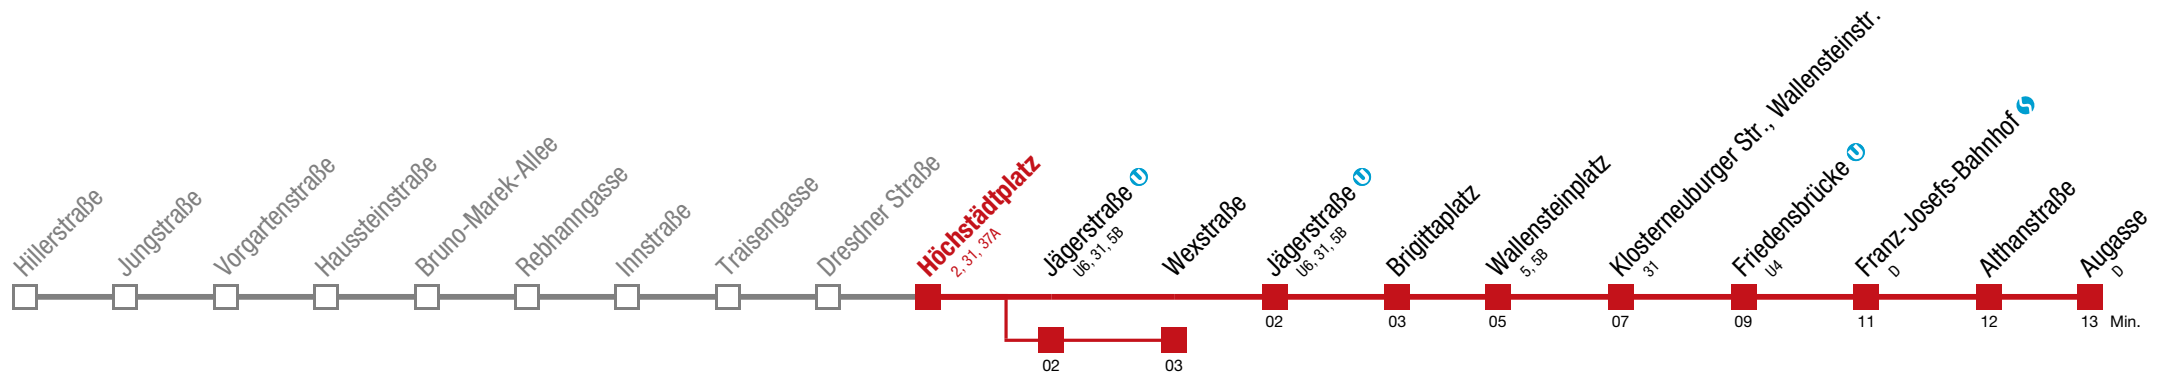 Hillerstraße
Jungstraße
Vorgartenstraße
Haussteinstraße
Bruno-Marek-Allee
Rebhanngasse
Innstraße
Traisengasse
Dresdner Straße
Höchstädtplatz
2, 31, 37A
Jägerstraße U
U6, 31, 5B
Wexstraße
Jägerstraße U
U6, 31, 5B
Brigittaplatz
Wallensteinplatz
5, 5B
Klosterneuburger Str., Wallensteinstr.
31
Friedensbrücke U
U4
Franz-Josefs-Bahnhof S
D
Althanstraße
Augasse
D
02 03 05 07 09 11 12 13 Min.
02 03